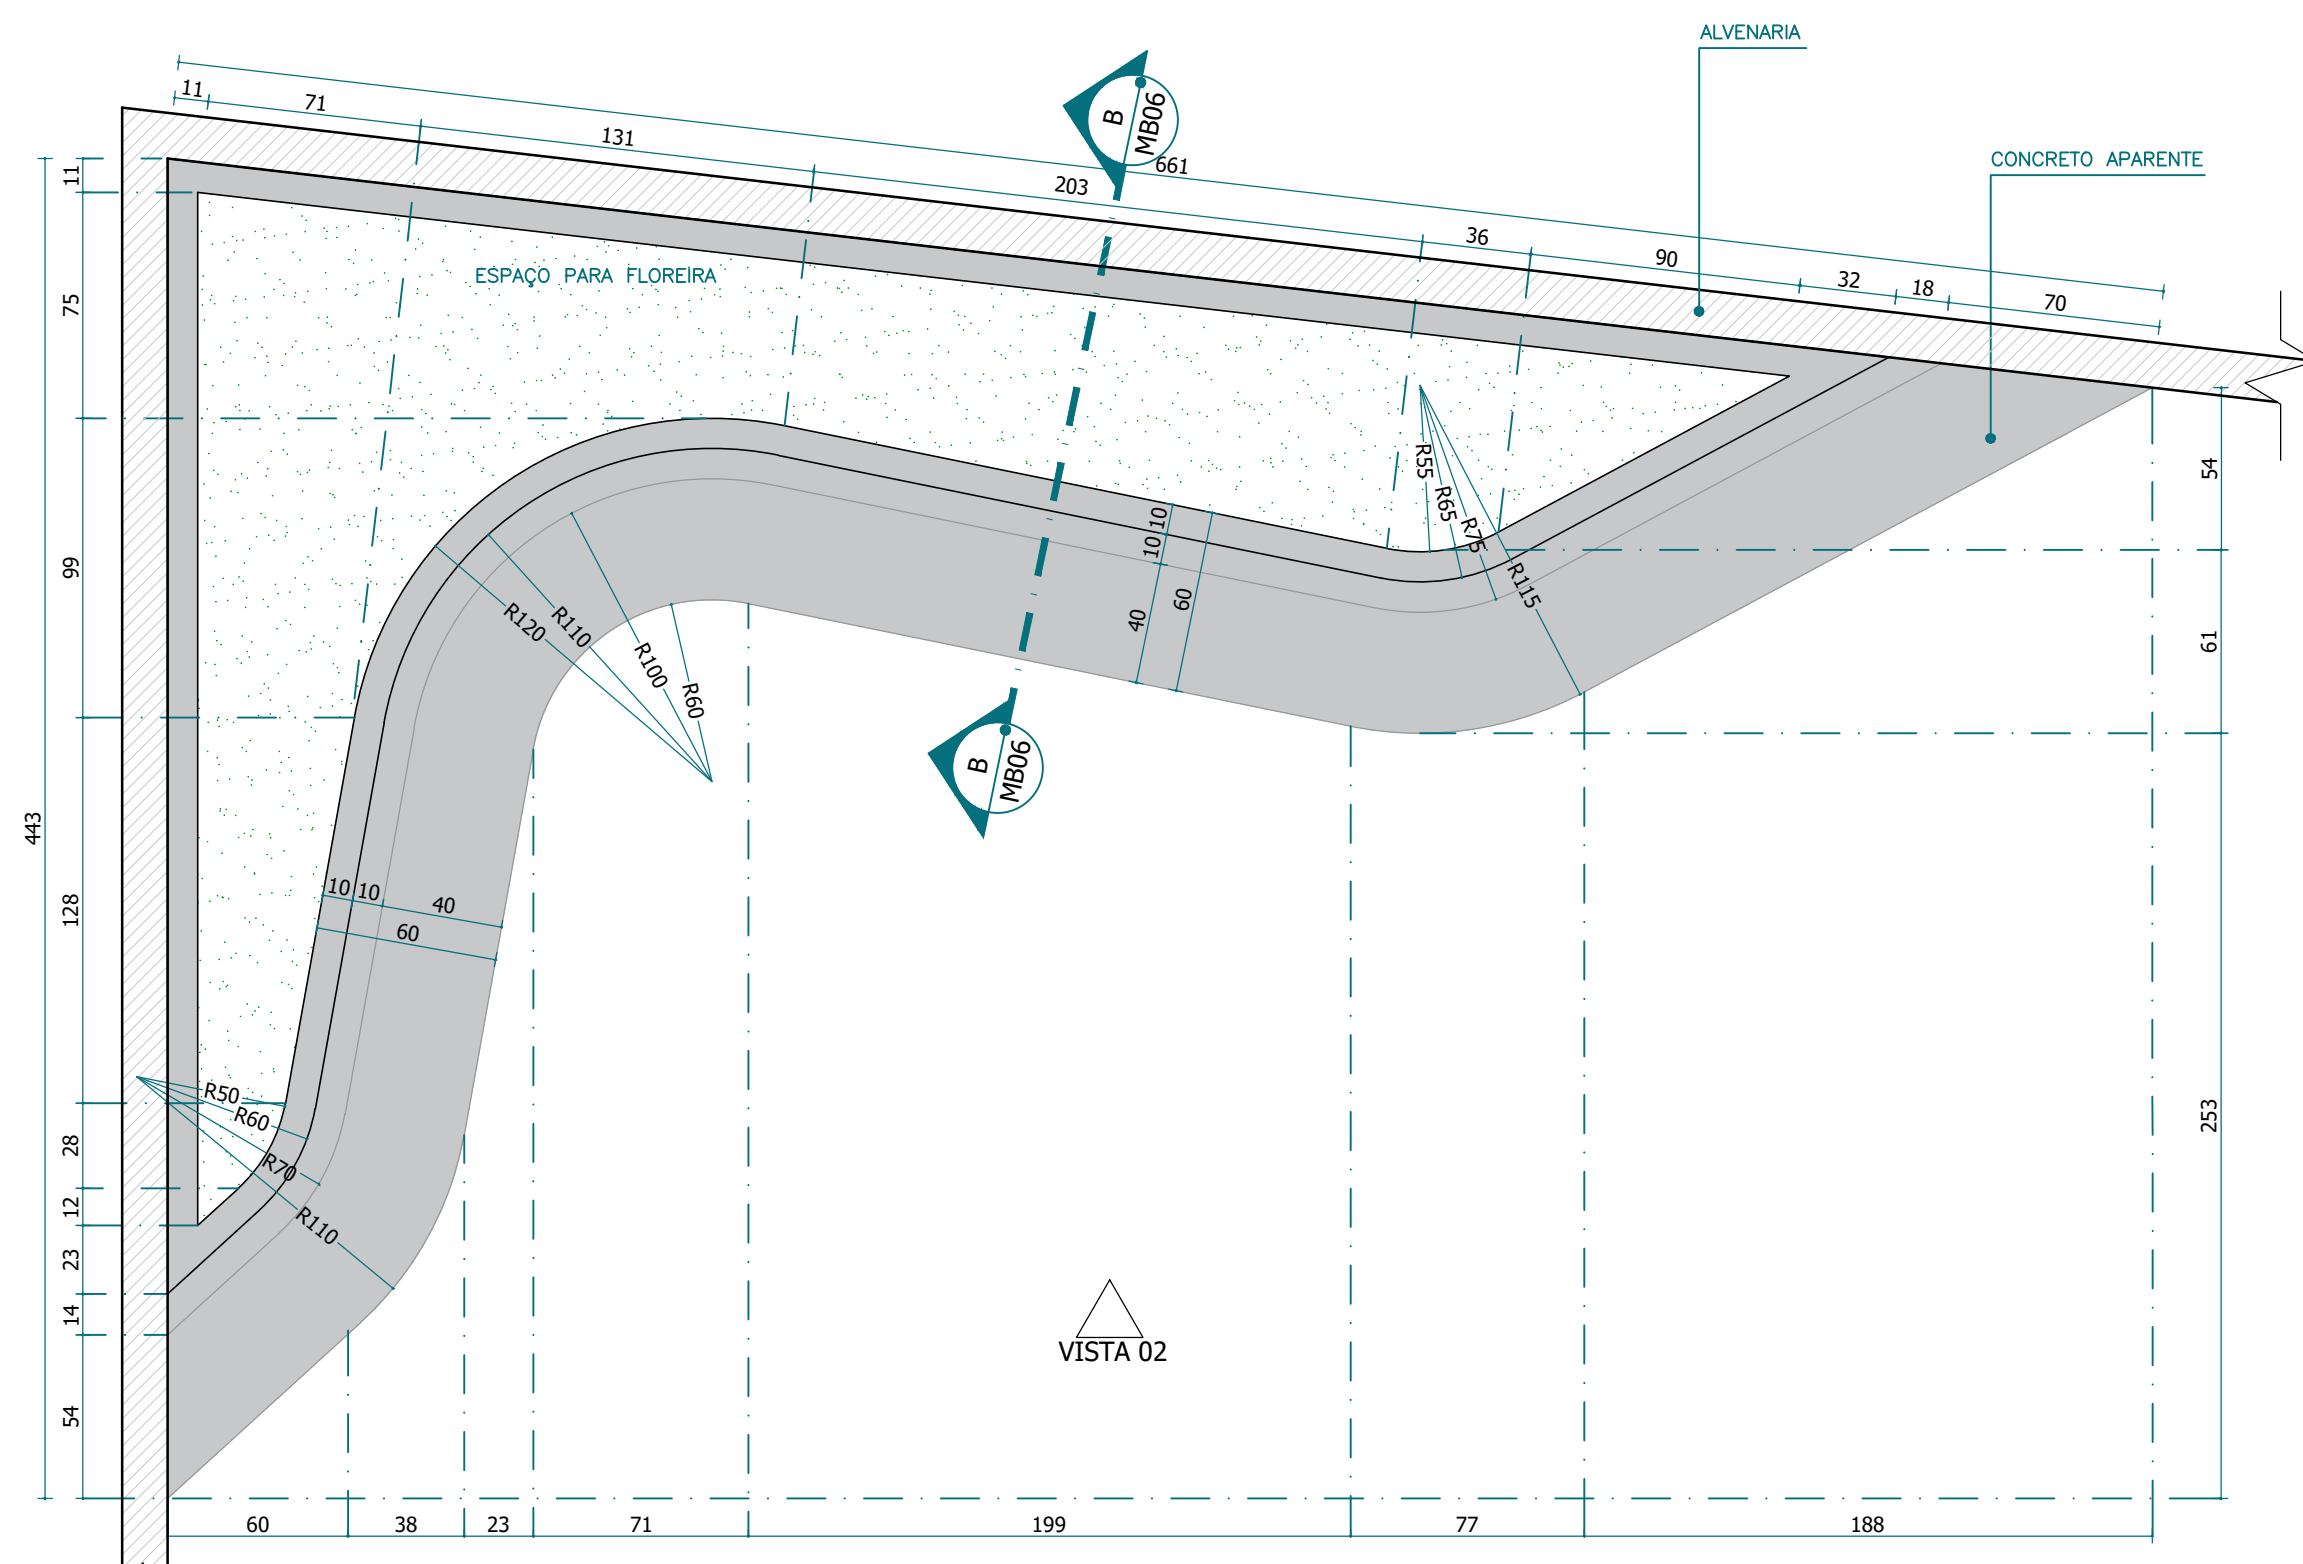 ALVENARIA
CONCRETO APARENTE
11
71
131
B
MB06
661
203
36
90
32
18
70
11
75
99
443
128
28
12
23
14
54
ESPAÇO PARA FLOREIRA
R55
R65
R75
R115
10
10
40
60
R120
R110
R100
R60
B
MB06
10
10
40
60
R50
R60
R70
R110
54
61
253
VISTA 02
60
38
23
71
199
77
188